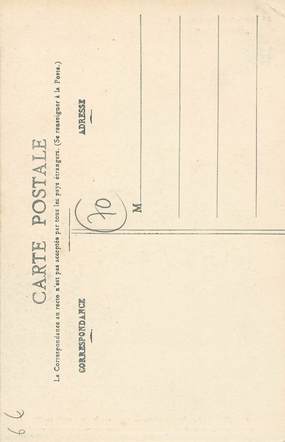 CARTE POSTALE
La Correspondance au recto n'est pas acceptée par tous les pays étrangers. (Se renseigner à la Poste.)
CORRESPONDANCE
ADRESSE
70
M
66